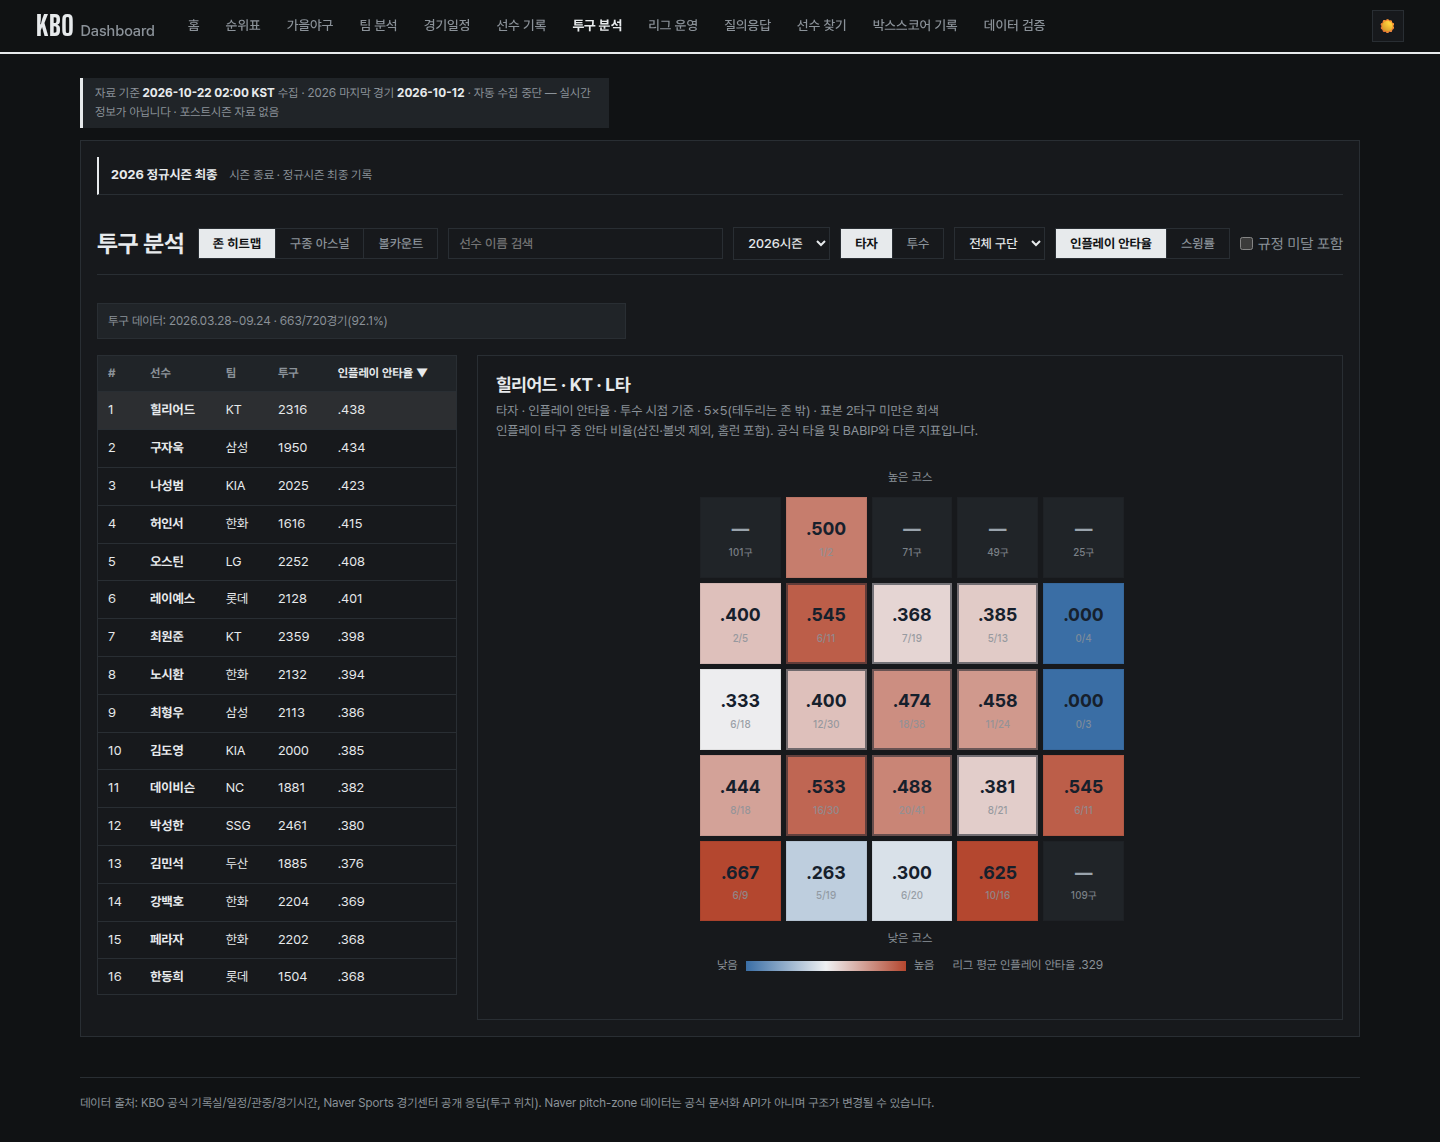 KBO Dashboard 홈 순위표 가을야구 팀 분석 경기일정 선수 기록 투구 분석 리그 운영 질의응답 선수 찾기 박스스코어 기록 데이터 검증
자료 기준 2026-10-22 02:00 KST 수집 · 2026 마지막 경기 2026-10-12 · 자동 수집 중단 — 실시간
정보가 아닙니다 · 포스트시즌 자료 없음
2026 정규시즌 최종 시즌 종료 · 정규시즌 최종 기록
투구 분석 존 히트맵 구종 아스널 볼카운트 선수 이름 검색 2026시즌 타자 투수 전체 구단 인플레이 안타율 스윙률 규정 미달 포함
투구 데이터: 2026.03.28~09.24 · 663/720경기(92.1%)
# 선수 팀 투구 인플레이 안타율 ▼
1 힐리어드 KT 2316 .438
2 구자욱 삼성 1950 .434
3 나성범 KIA 2025 .423
4 허인서 한화 1616 .415
5 오스틴 LG 2252 .408
6 레이예스 롯데 2128 .401
7 최원준 KT 2359 .398
8 노시환 한화 2132 .394
9 최형우 삼성 2113 .386
10 김도영 KIA 2000 .385
11 데이비슨 NC 1881 .382
12 박성한 SSG 2461 .380
13 김민석 두산 1885 .376
14 강백호 한화 2204 .369
15 페라자 한화 2202 .368
16 한동희 롯데 1504 .368
힐리어드 · KT · L타
타자 · 인플레이 안타율 · 투수 시점 기준 · 5×5(테두리는 존 밖) · 표본 2타구 미만은 회색
인플레이 타구 중 안타 비율(삼진·볼넷 제외, 홈런 포함). 공식 타율 및 BABIP와 다른 지표입니다.
높은 코스
— .500 — — —
101구 71구 49구 25구
.400 .545 .368 .385 .000
2/5 6/11 7/19 5/13 0/4
.333 .400 .474 .458 .000
6/18 12/30 18/38 11/24 0/3
.444 .533 .488 .381 .545
8/18 16/30 20/41 8/21 6/11
.667 .263 .300 .625 —
6/9 5/19 6/20 10/16 109구
낮은 코스
낮음 높음 리그 평균 인플레이 안타율 .329
데이터 출처: KBO 공식 기록실/일정/관중/경기시간, Naver Sports 경기센터 공개 응답(투구 위치). Naver pitch-zone 데이터는 공식 문서화 API가 아니며 구조가 변경될 수 있습니다.